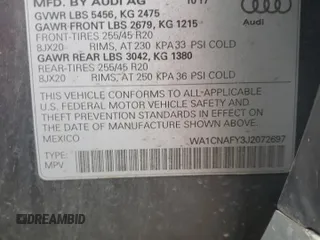 MFD. BY AUDI AG 10/17
Audi
GVWR LBS 5456, KG 2475
GAWR FRONT LBS 2679, KG 1215
FRONT-TIRES 255/45 R20
8JX20 RIMS, AT 230 KPA 33 PSI COLD
GAWR REAR LBS 3042, KG 1380
REAR-TIRES 255/45 R20
8JX20 RIMS, AT 250 KPA 36 PSI COLD
THIS VEHICLE CONFORMS TO ALL APPLICABLE
U.S. FEDERAL MOTOR VEHICLE SAFETY AND
THEFT PREVENTION STANDARDS IN EFFECT
ON THE DATE OF MANUFACTURE SHOWN ABOVE
MEXICO WA1CNAFY3J2072697
TYPE:
MPV
DREAMBID